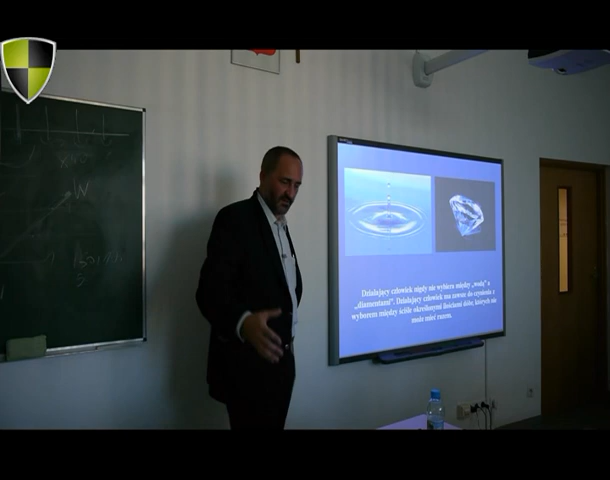 W
Działający człowiek nigdy nie wybiera między „wodą” a
„diamentami”. Działający człowiek ma zawsze do czynienia z
wyborem między ściśle określonymi ilościami dóbr, których nie
może mieć razem.